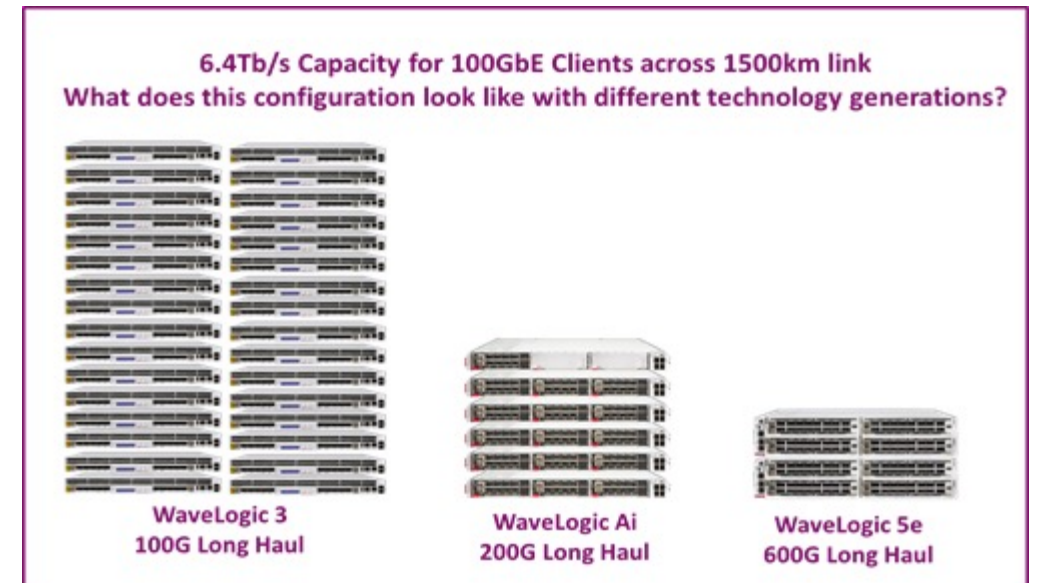 6.4Tb/s Capacity for 100GbE Clients across 1500km link
What does this configuration look like with different technology generations?
WaveLogic 3
100G Long Haul
WaveLogic Ai
200G Long Haul
WaveLogic 5e
600G Long Haul